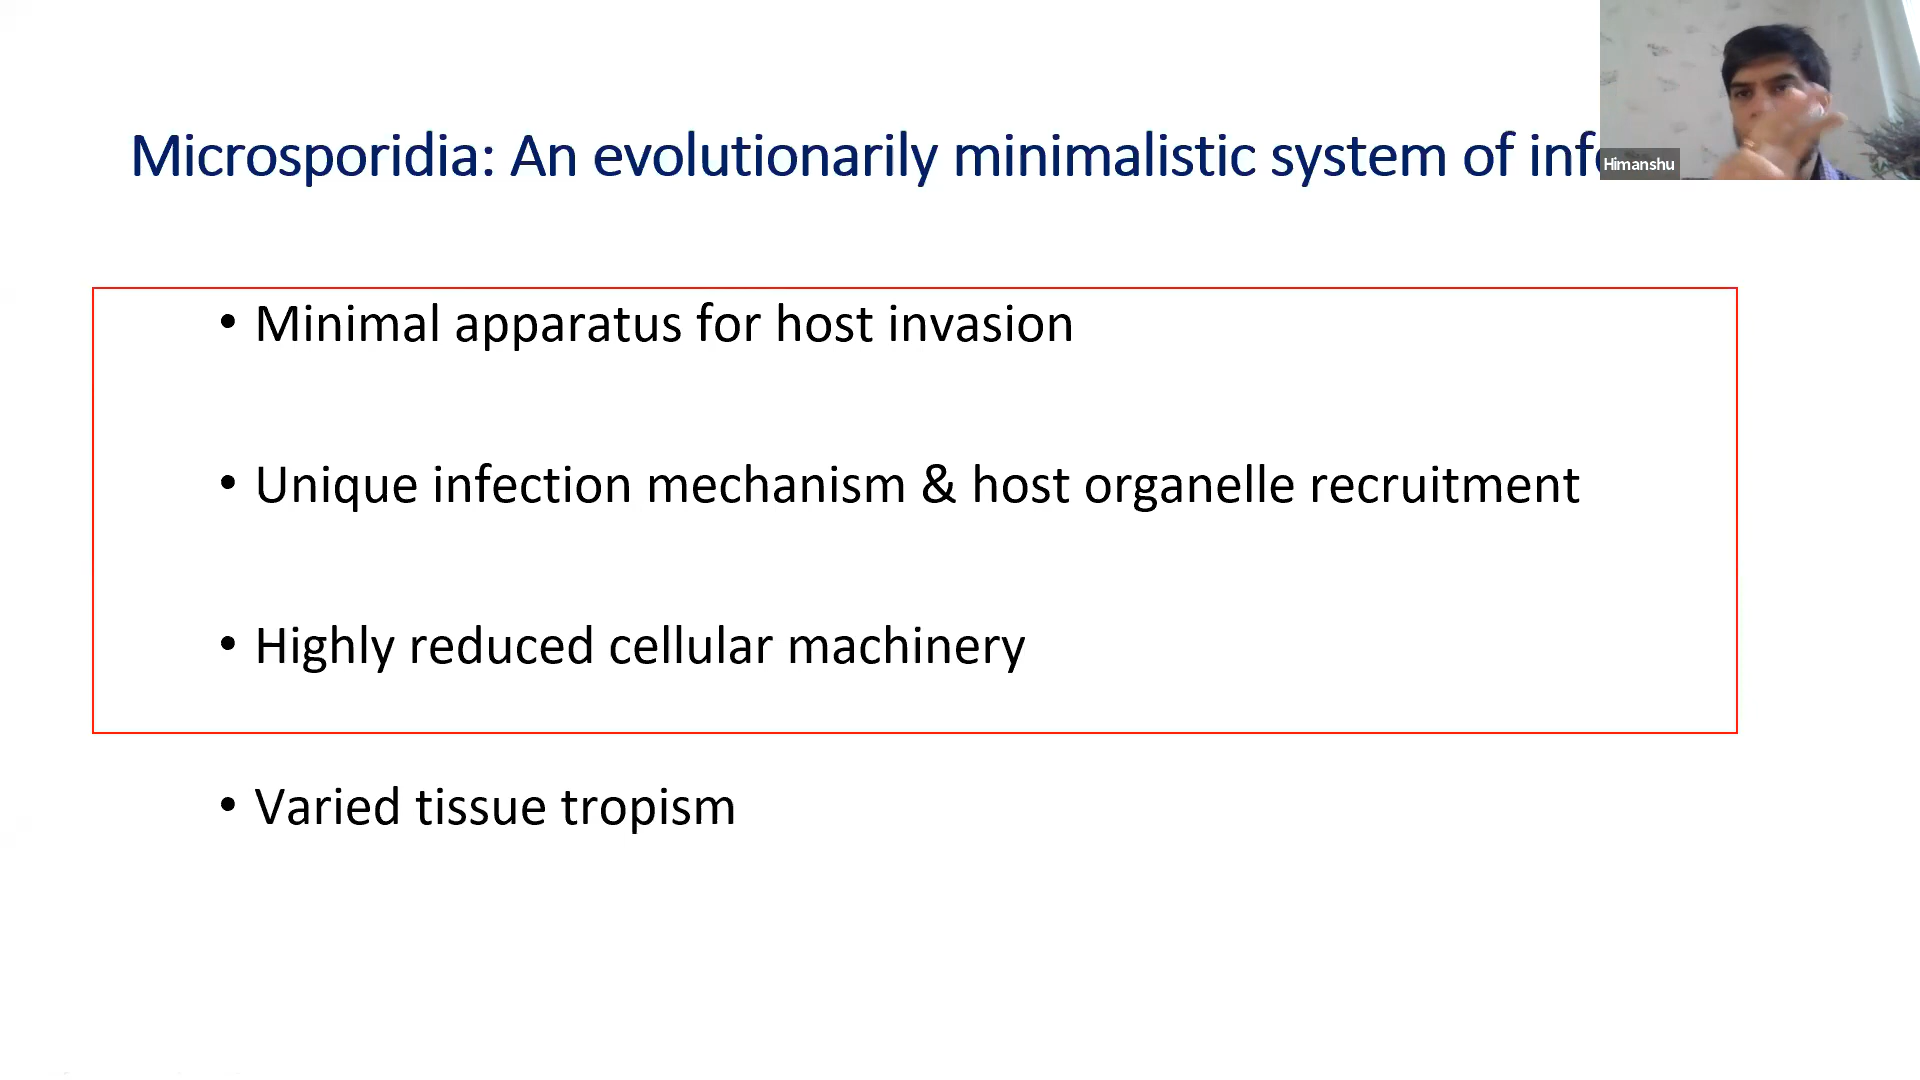 Microsporidia: An evolutionarily minimalistic system of
Himanshu
• Minimal apparatus for host invasion
• Unique infection mechanism & host organelle recruitment
• Highly reduced cellular machinery
• Varied tissue tropism